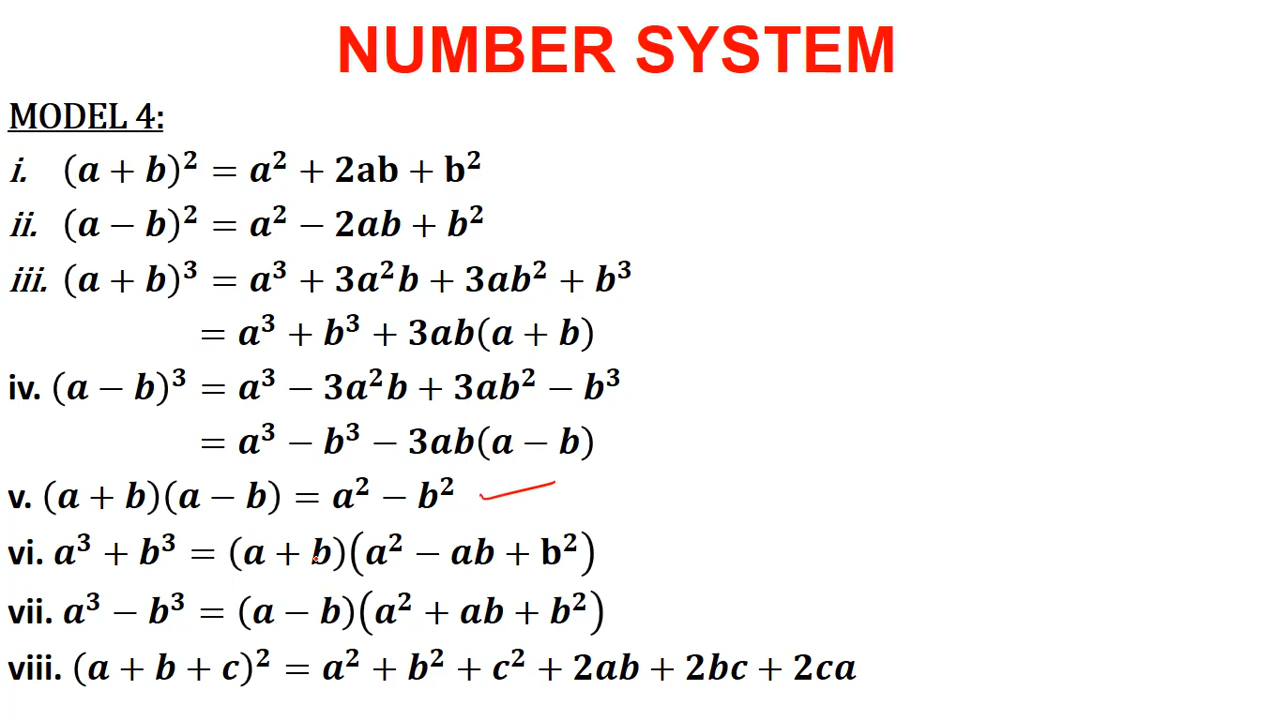 NUMBER SYSTEM
MODEL 4:
i. (a + b)² = a² + 2ab + b²
ii. (a − b)² = a² − 2ab + b²
iii. (a + b)³ = a³ + 3a²b + 3ab² + b³
= a³ + b³ + 3ab(a + b)
iv. (a − b)³ = a³ − 3a²b + 3ab² − b³
= a³ − b³ − 3ab(a − b)
v. (a + b)(a − b) = a² − b²
vi. a³ + b³ = (a + b)(a² − ab + b²)
vii. a³ − b³ = (a − b)(a² + ab + b²)
viii. (a + b + c)² = a² + b² + c² + 2ab + 2bc + 2ca